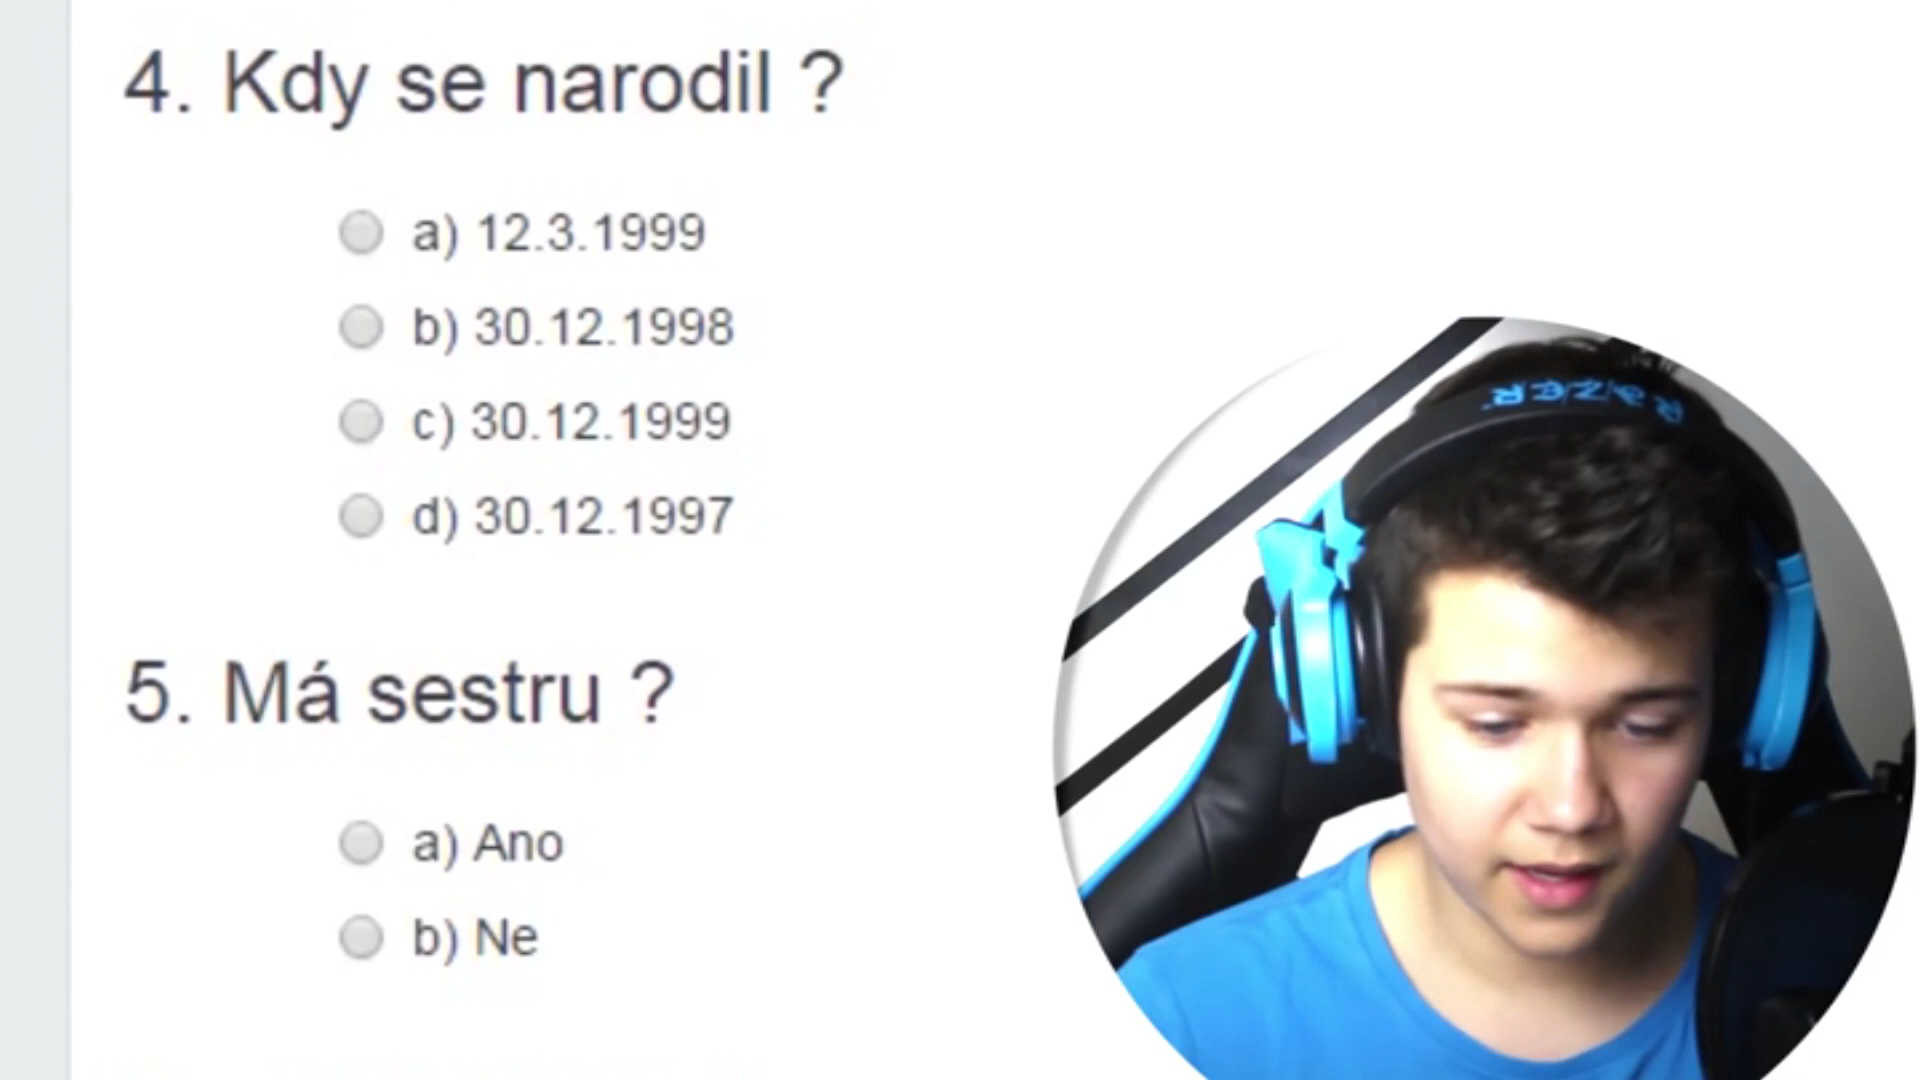 4. Kdy se narodil ?
a) 12.3.1999
b) 30.12.1998
c) 30.12.1999
d) 30.12.1997
5. Má sestru ?
a) Ano
b) Ne
RAZER